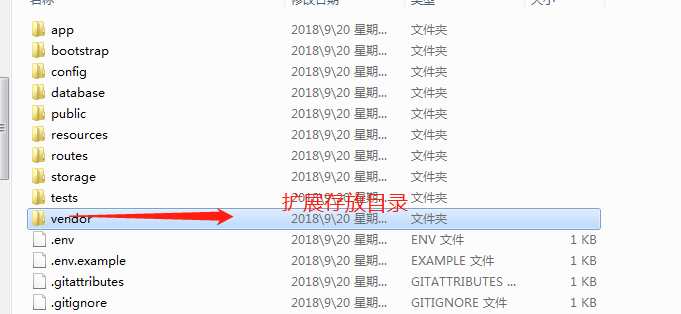 名称 修改日期 类型 大小
app 2018\9\20 星期... 文件夹
bootstrap 2018\9\20 星期... 文件夹
config 2018\9\20 星期... 文件夹
database 2018\9\20 星期... 文件夹
public 2018\9\20 星期... 文件夹
resources 2018\9\20 星期... 文件夹
routes 2018\9\20 星期... 文件夹
storage 2018\9\20 星期... 文件夹
tests 2018\9\20 星期... 文件夹
扩展存放目录
vendor 2018\9\20 星期... 文件夹
.env 2018\9\20 星期... ENV 文件 1 KB
.env.example 2018\9\20 星期... EXAMPLE 文件 1 KB
.gitattributes 2018\9\20 星期... GITATTRIBUTES ... 1 KB
.gitignore 2018\9\20 星期... GITIGNORE 文件 1 KB